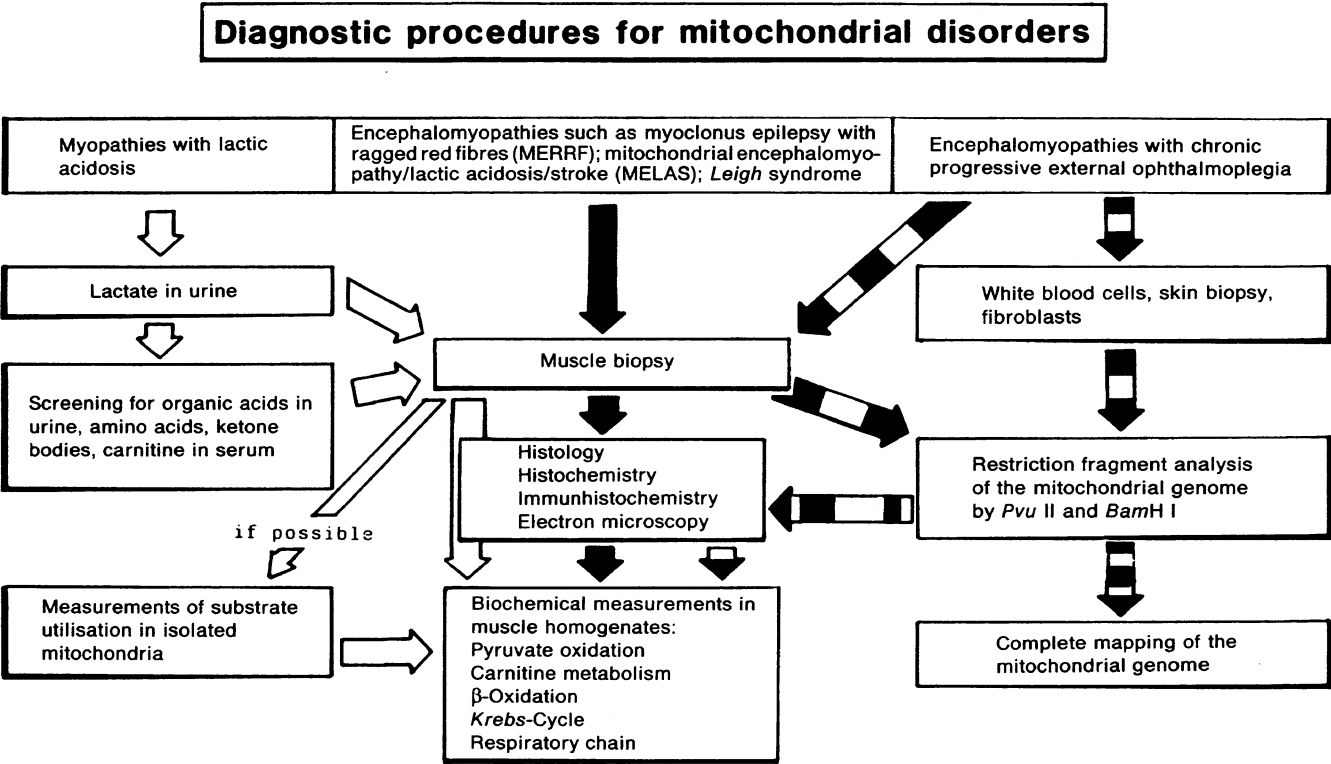 Diagnostic procedures for mitochondrial disorders
Myopathies with lactic
acidosis
Encephalomyopathies such as myoclonus epilepsy with
ragged red fibres (MERRF); mitochondrial encephalomyo-
pathy/lactic acidosis/stroke (MELAS); Leigh syndrome
Encephalomyopathies with chronic
progressive external ophthalmoplegia
Lactate in urine
White blood cells, skin biopsy,
fibroblasts
Muscle biopsy
Screening for organic acids in
urine, amino acids, ketone
bodies, carnitine in serum
Histology
Histochemistry
Immunhistochemistry
Electron microscopy
Restriction fragment analysis
of the mitochondrial genome
by Pvu II and BamH I
if possible
Measurements of substrate
utilisation in isolated
mitochondria
Biochemical measurements in
muscle homogenates:
Pyruvate oxidation
Carnitine metabolism
β-Oxidation
Krebs-Cycle
Respiratory chain
Complete mapping of the
mitochondrial genome